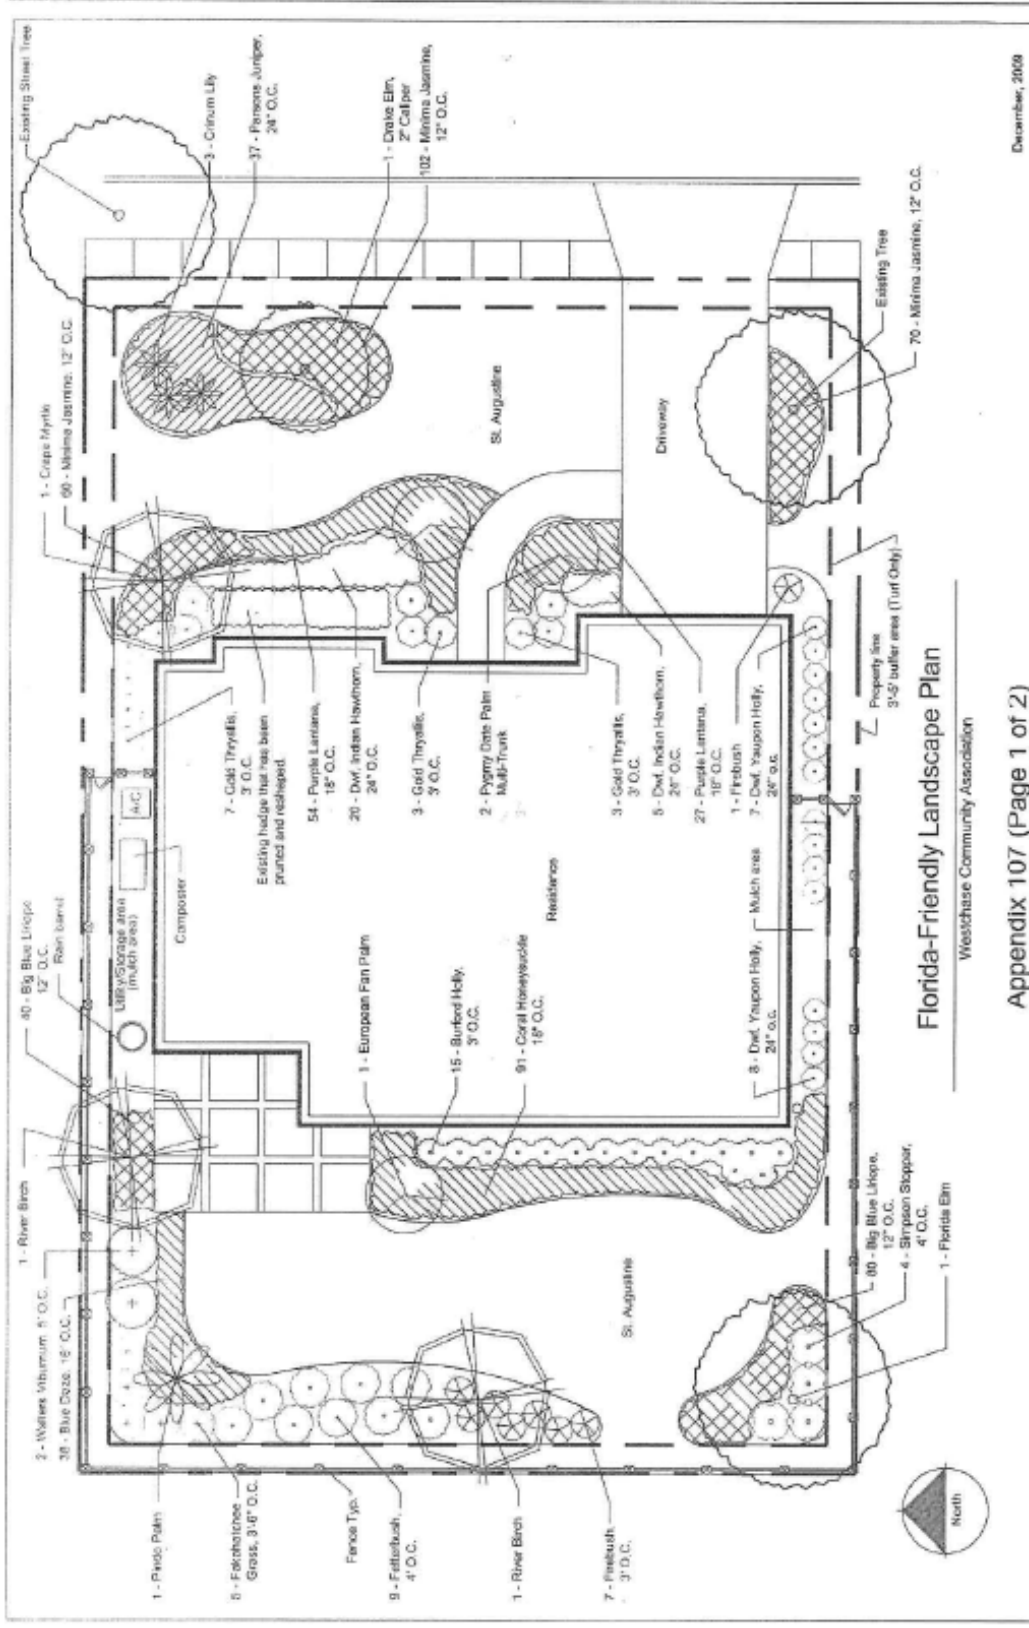 Existing Street Tree
3 - Crinum Lily
37 - Parsons Juniper,
24" O.C.
1 - Drake Elm,
2" Caliper
102 - Minima Jasmine,
12" O.C.
December, 2009
1 - Crape Myrtle
60 - Minima Jasmine, 12" O.C.
St. Augustine
Driveway
Existing Tree
70 - Minima Jasmine, 12" O.C.
7 - Gold Thryallis,
3' O.C.
Existing hedge that has been
pruned and reshaped.
54 - Purple Lantana,
18" O.C.
20 - Dwf. Indian Hawthorn,
24" O.C.
3 - Gold Thryallis,
3' O.C.
2 - Pygmy Date Palm
Multi-Trunk
3 - Gold Thryallis,
3' O.C.
5 - Dwf. Indian Hawthorn,
24" O.C.
27 - Purple Lantana,
18" O.C.
1 - Firebush
7 - Dwf. Yaupon Holly,
24" o.c.
Property line
3'-5' buffer area (Turf Only)
A/C
Composter
Utility/Storage area
(mulch area)
Rain barrel
40 - Big Blue Liriope
12" O.C.
Residence
1 - European Fan Palm
15 - Burford Holly,
3' O.C.
91 - Coral Honeysuckle
18" O.C.
8 - Dwf. Yaupon Holly,
24" o.c.
Mulch area
1 - River Birch
2 - Walters Viburnum 5' O.C.
38 - Blue Daze, 18" O.C.
St. Augustine
80 - Big Blue Liriope,
12" O.C.
4 - Simpson Stopper,
4' O.C.
1 - Florida Elm
1 - Pindo Palm
5 - Fakahatchee
Grass, 3'-6" O.C.
Fence Typ.
9 - Fetterbush,
4' O.C.
1 - River Birch
7 - Firebush,
3' O.C.
North
Florida-Friendly Landscape Plan
Westchase Community Association
Appendix 107 (Page 1 of 2)